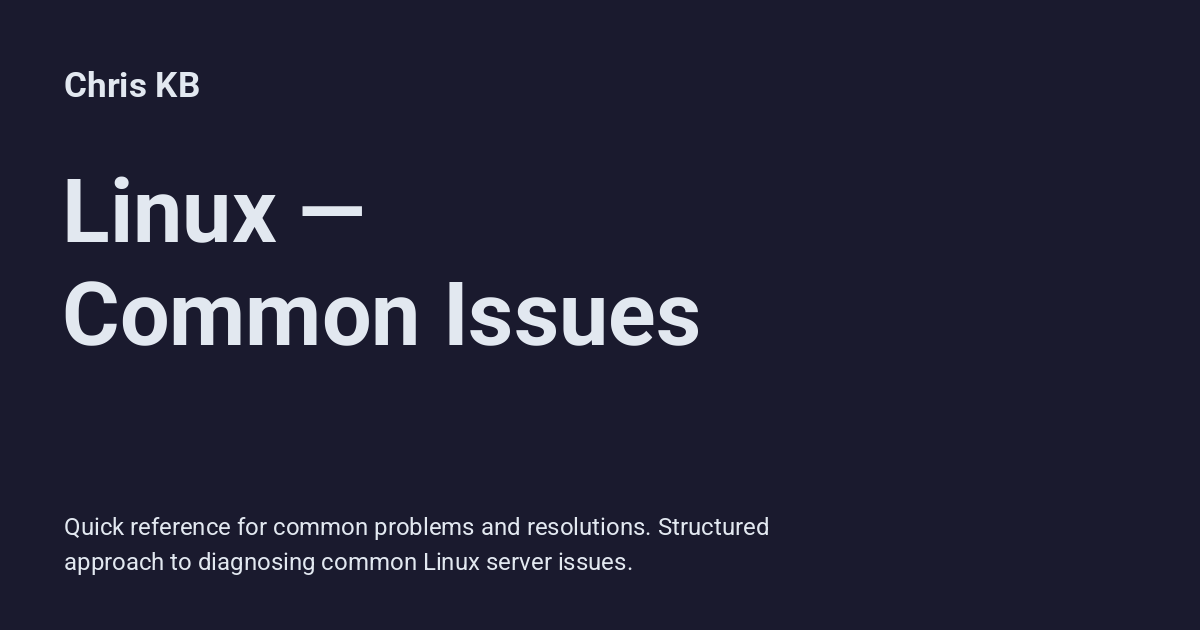 Chris KB
Linux —
Common Issues
Quick reference for common problems and resolutions. Structured
approach to diagnosing common Linux server issues.